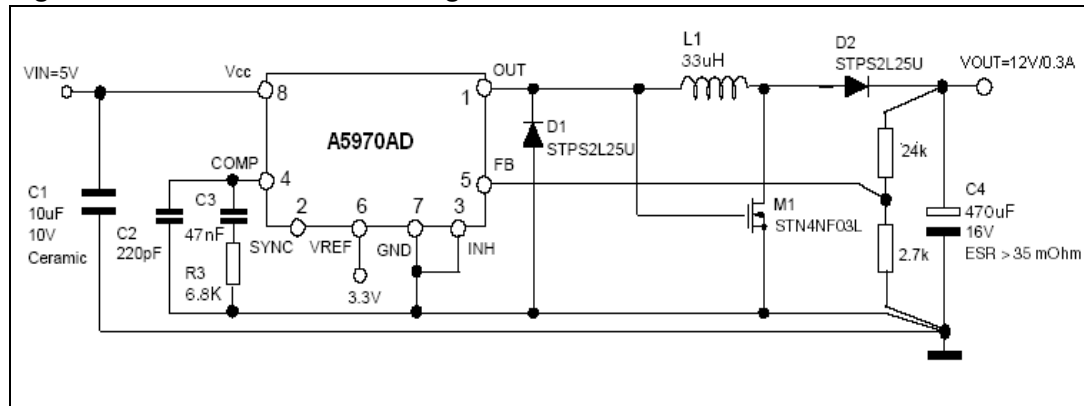 L1
33uH
D2
STPS2L25U
VOUT=12V/0.3A
VIN=5V
Vcc
8
OUT
1
A5970AD
D1
STPS2L25U
24k
COMP
4
FB
5
C1
10uF
10V
Ceramic
C2
220pF
C3
47nF
R3
6.8K
2
SYNC
6
VREF
3.3V
7
GND
3
INH
M1
STN4NF03L
2.7k
C4
470uF
16V
ESR > 35 mOhm